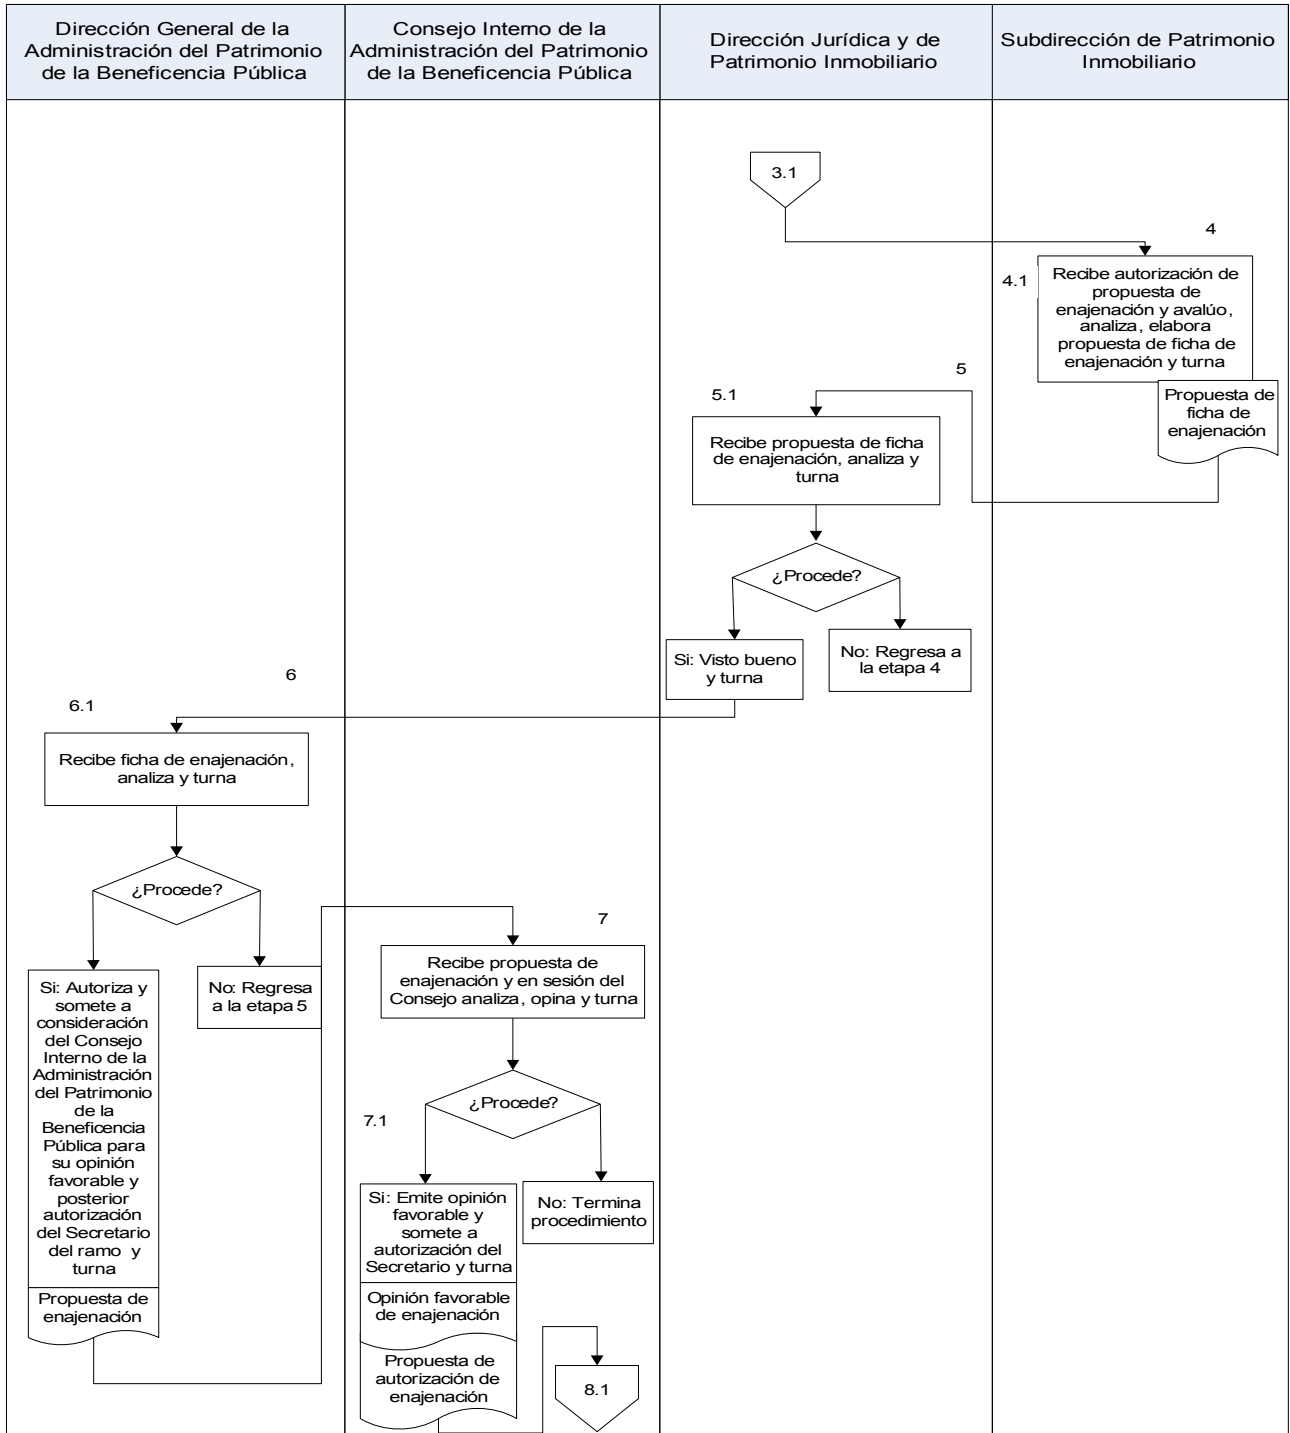 Dirección General de la
Administración del Patrimonio
de la Beneficencia Pública
Consejo Interno de la
Administración del Patrimonio
de la Beneficencia Pública
Dirección Jurídica y de
Patrimonio Inmobiliario
Subdirección de Patrimonio
Inmobiliario
3.1
4
4.1
Recibe autorización de
propuesta de
enajenación y avalúo,
analiza, elabora
propuesta de ficha de
enajenación y turna
Propuesta de
ficha de
enajenación
5
5.1
Recibe propuesta de ficha
de enajenación, analiza y
turna
¿Procede?
Si: Visto bueno
y turna
No: Regresa a
la etapa 4
6
6.1
Recibe ficha de enajenación,
analiza y turna
¿Procede?
Si: Autoriza y
somete a
consideración
del Consejo
Interno de la
Administración
del Patrimonio
de la
Beneficencia
Pública para
su opinión
favorable y
posterior
autorización
del Secretario
del ramo y
turna
Propuesta de
enajenación
No: Regresa
a la etapa 5
7
Recibe propuesta de
enajenación y en sesión del
Consejo analiza, opina y turna
¿Procede?
7.1
Si: Emite opinión
favorable y
somete a
autorización del
Secretario y turna
Opinión favorable
de enajenación
Propuesta de
autorización de
enajenación
No: Termina
procedimiento
8.1